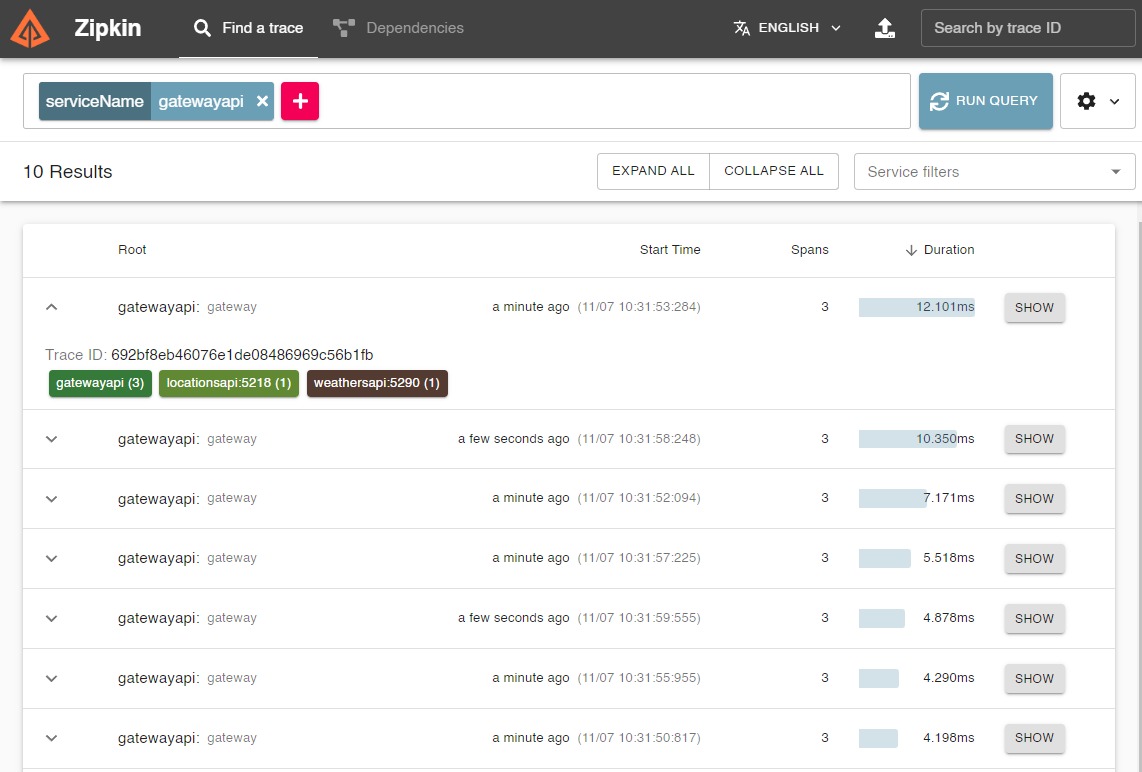 Zipkin Find a trace Dependencies ENGLISH Search by trace ID
serviceName gatewayapi × + RUN QUERY
10 Results EXPAND ALL COLLAPSE ALL Service filters
Root Start Time Spans Duration
gatewayapi: gateway a minute ago (11/07 10:31:53:284) 3 12.101ms SHOW
Trace ID: 692bf8eb46076e1de08486969c56b1fb
gatewayapi (3) locationsapi:5218 (1) weathersapi:5290 (1)
gatewayapi: gateway a few seconds ago (11/07 10:31:58:248) 3 10.350ms SHOW
gatewayapi: gateway a minute ago (11/07 10:31:52:094) 3 7.171ms SHOW
gatewayapi: gateway a minute ago (11/07 10:31:57:225) 3 5.518ms SHOW
gatewayapi: gateway a few seconds ago (11/07 10:31:59:555) 3 4.878ms SHOW
gatewayapi: gateway a minute ago (11/07 10:31:55:955) 3 4.290ms SHOW
gatewayapi: gateway a minute ago (11/07 10:31:50:817) 3 4.198ms SHOW